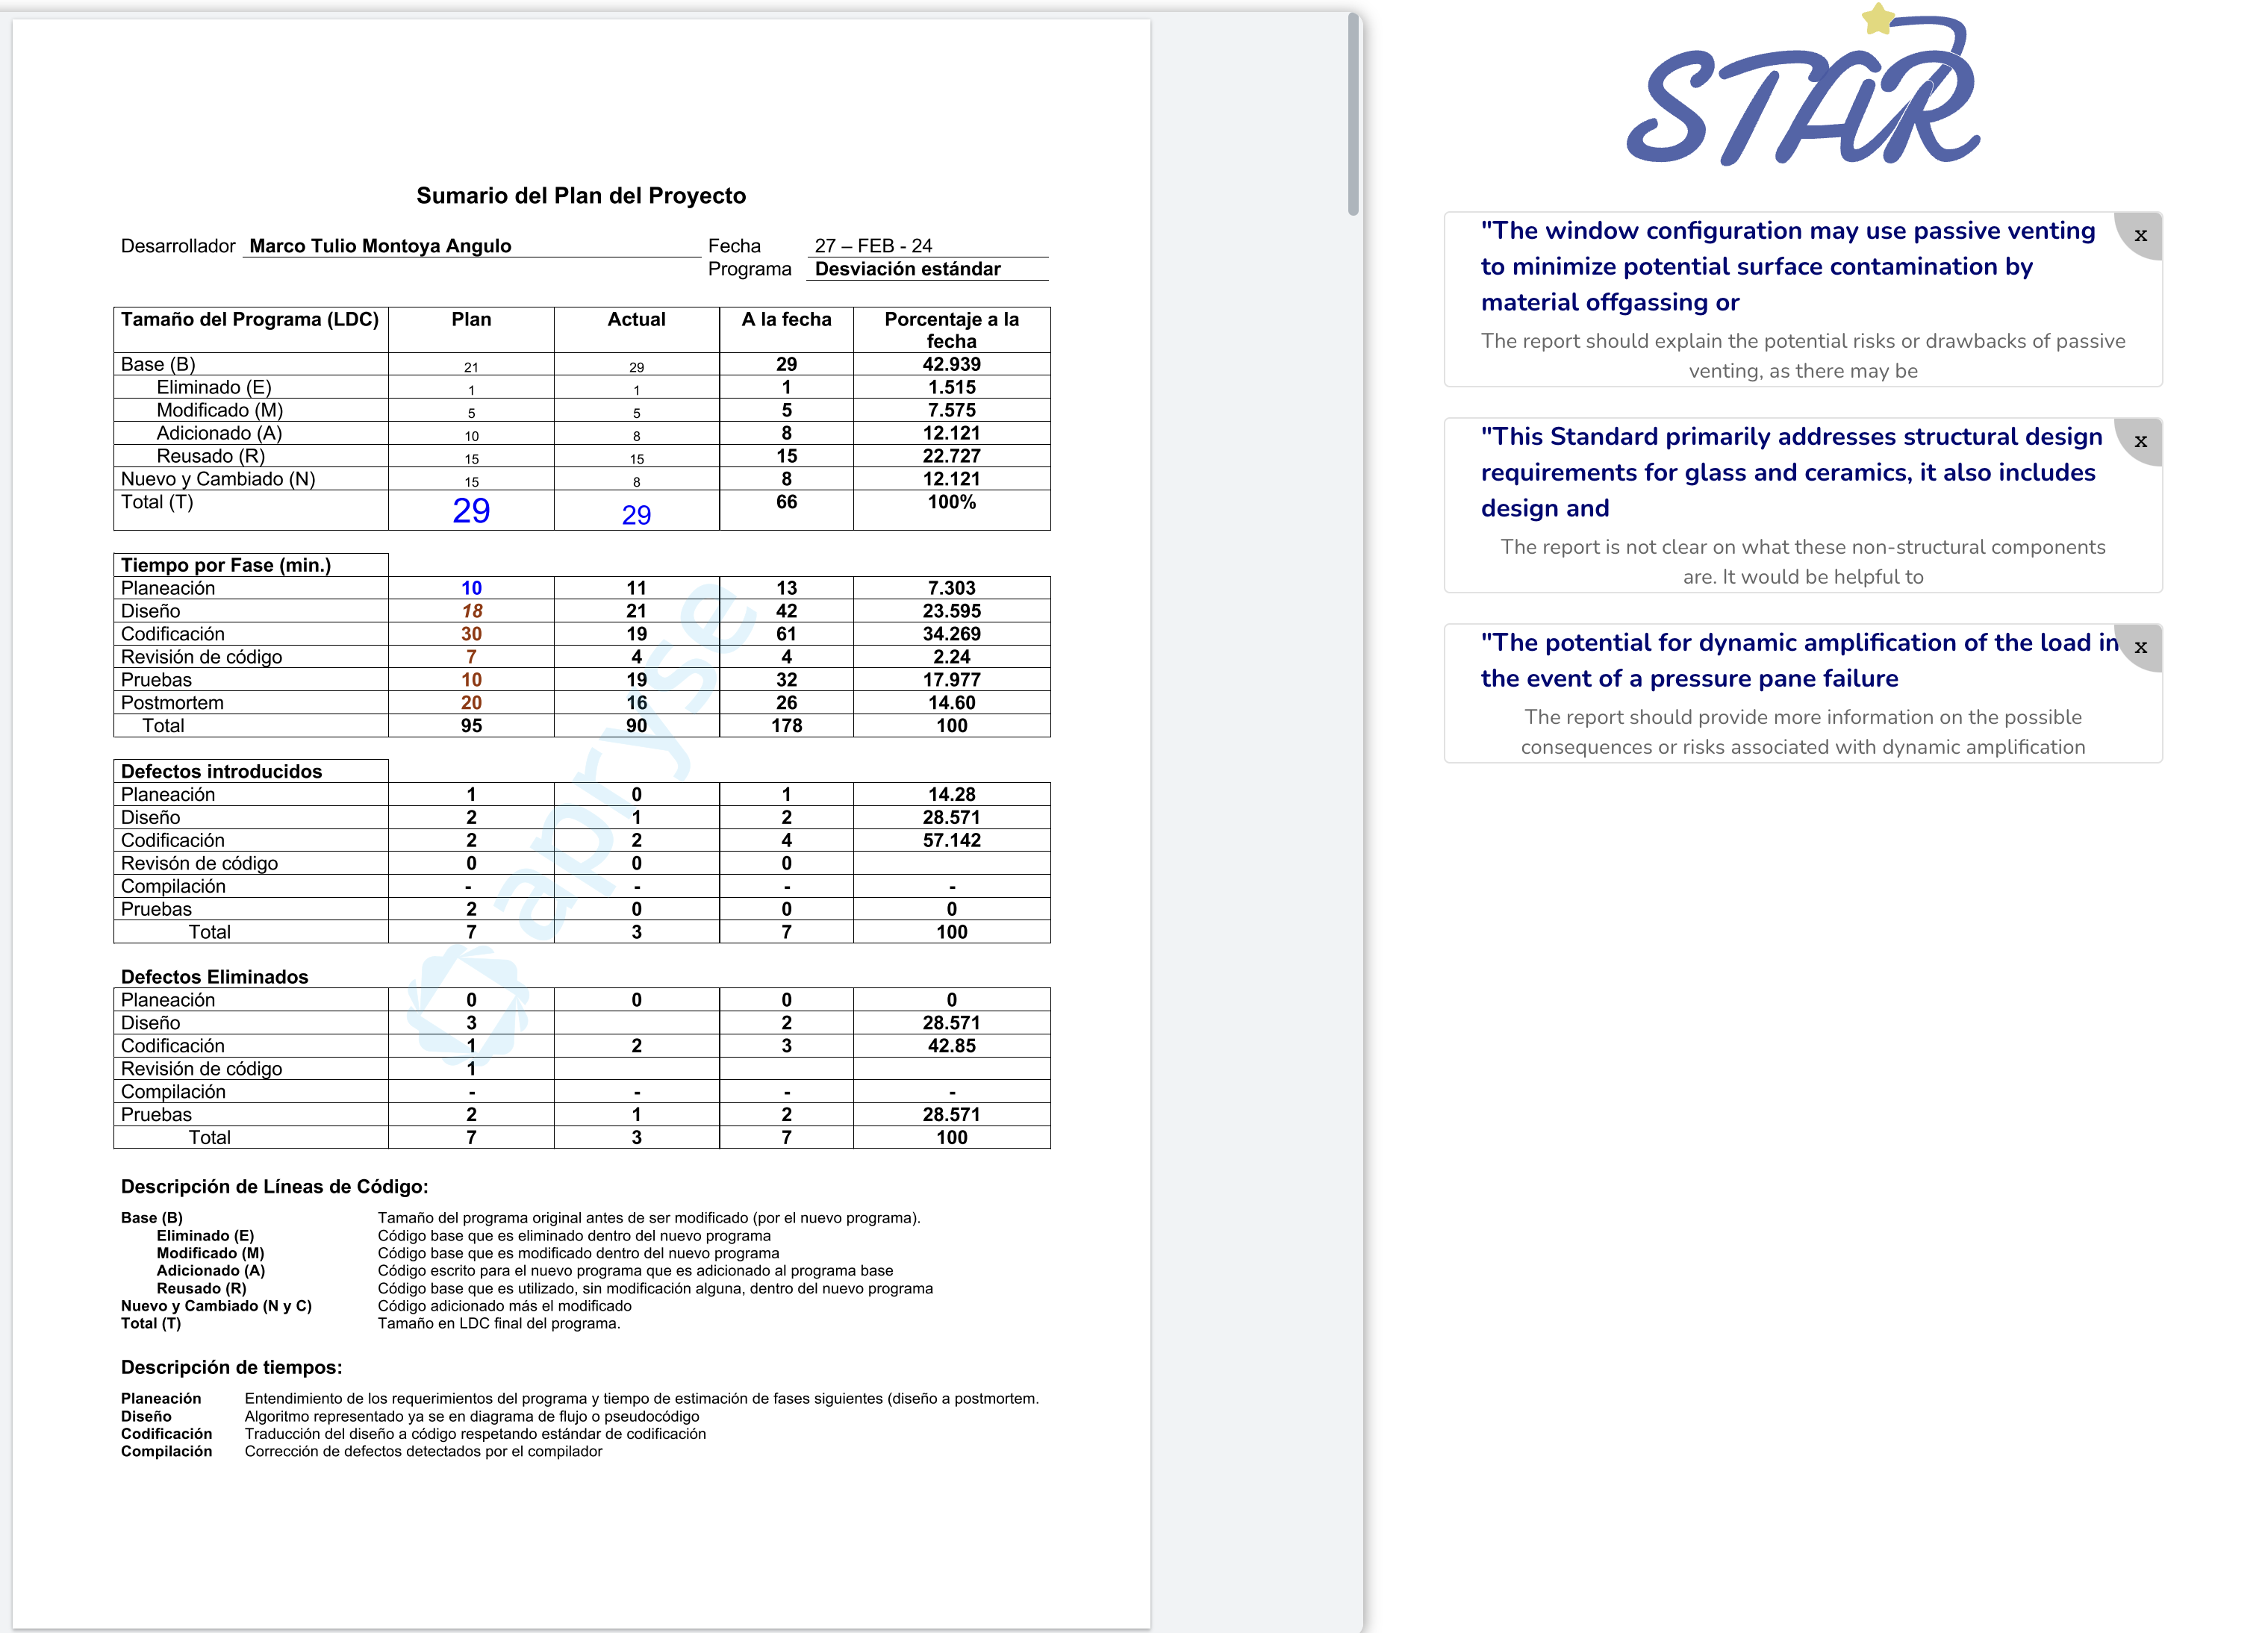 Sumario del Plan del Proyecto
Desarrollador Marco Tulio Montoya Angulo Fecha 27 – FEB - 24
Programa Desviación estándar
Tamaño del Programa (LDC) Plan Actual A la fecha Porcentaje a la
fecha
Base (B) 21 29 29 42.939
Eliminado (E) 1 1 1 1.515
Modificado (M) 5 5 5 7.575
Adicionado (A) 10 8 8 12.121
Reusado (R) 15 15 15 22.727
Nuevo y Cambiado (N) 15 8 8 12.121
Total (T) 29 29 66 100%
Tiempo por Fase (min.)
Planeación 10 11 13 7.303
Diseño 18 21 42 23.595
Codificación 30 19 61 34.269
Revisión de código 7 4 4 2.24
Pruebas 10 19 32 17.977
Postmortem 20 16 26 14.60
Total 95 90 178 100
Defectos introducidos
Planeación 1 0 1 14.28
Diseño 2 1 2 28.571
Codificación 2 2 4 57.142
Revisón de código 0 0 0
Compilación - - - -
Pruebas 2 0 0 0
Total 7 3 7 100
Defectos Eliminados
Planeación 0 0 0 0
Diseño 3 2 28.571
Codificación 1 2 3 42.85
Revisión de código 1
Compilación - - - -
Pruebas 2 1 2 28.571
Total 7 3 7 100
apryse
Descripción de Líneas de Código:
Base (B) Tamaño del programa original antes de ser modificado (por el nuevo programa).
Eliminado (E) Código base que es eliminado dentro del nuevo programa
Modificado (M) Código base que es modificado dentro del nuevo programa
Adicionado (A) Código escrito para el nuevo programa que es adicionado al programa base
Reusado (R) Código base que es utilizado, sin modificación alguna, dentro del nuevo programa
Nuevo y Cambiado (N y C) Código adicionado más el modificado
Total (T) Tamaño en LDC final del programa.
Descripción de tiempos:
Planeación Entendimiento de los requerimientos del programa y tiempo de estimación de fases siguientes (diseño a postmortem.
Diseño Algoritmo representado ya se en diagrama de flujo o pseudocódigo
Codificación Traducción del diseño a código respetando estándar de codificación
Compilación Corrección de defectos detectados por el compilador
STAR
"The window configuration may use passive venting x
to minimize potential surface contamination by
material offgassing or
The report should explain the potential risks or drawbacks of passive
venting, as there may be
"This Standard primarily addresses structural design x
requirements for glass and ceramics, it also includes
design and
The report is not clear on what these non-structural components
are. It would be helpful to
"The potential for dynamic amplification of the load in x
the event of a pressure pane failure
The report should provide more information on the possible
consequences or risks associated with dynamic amplification